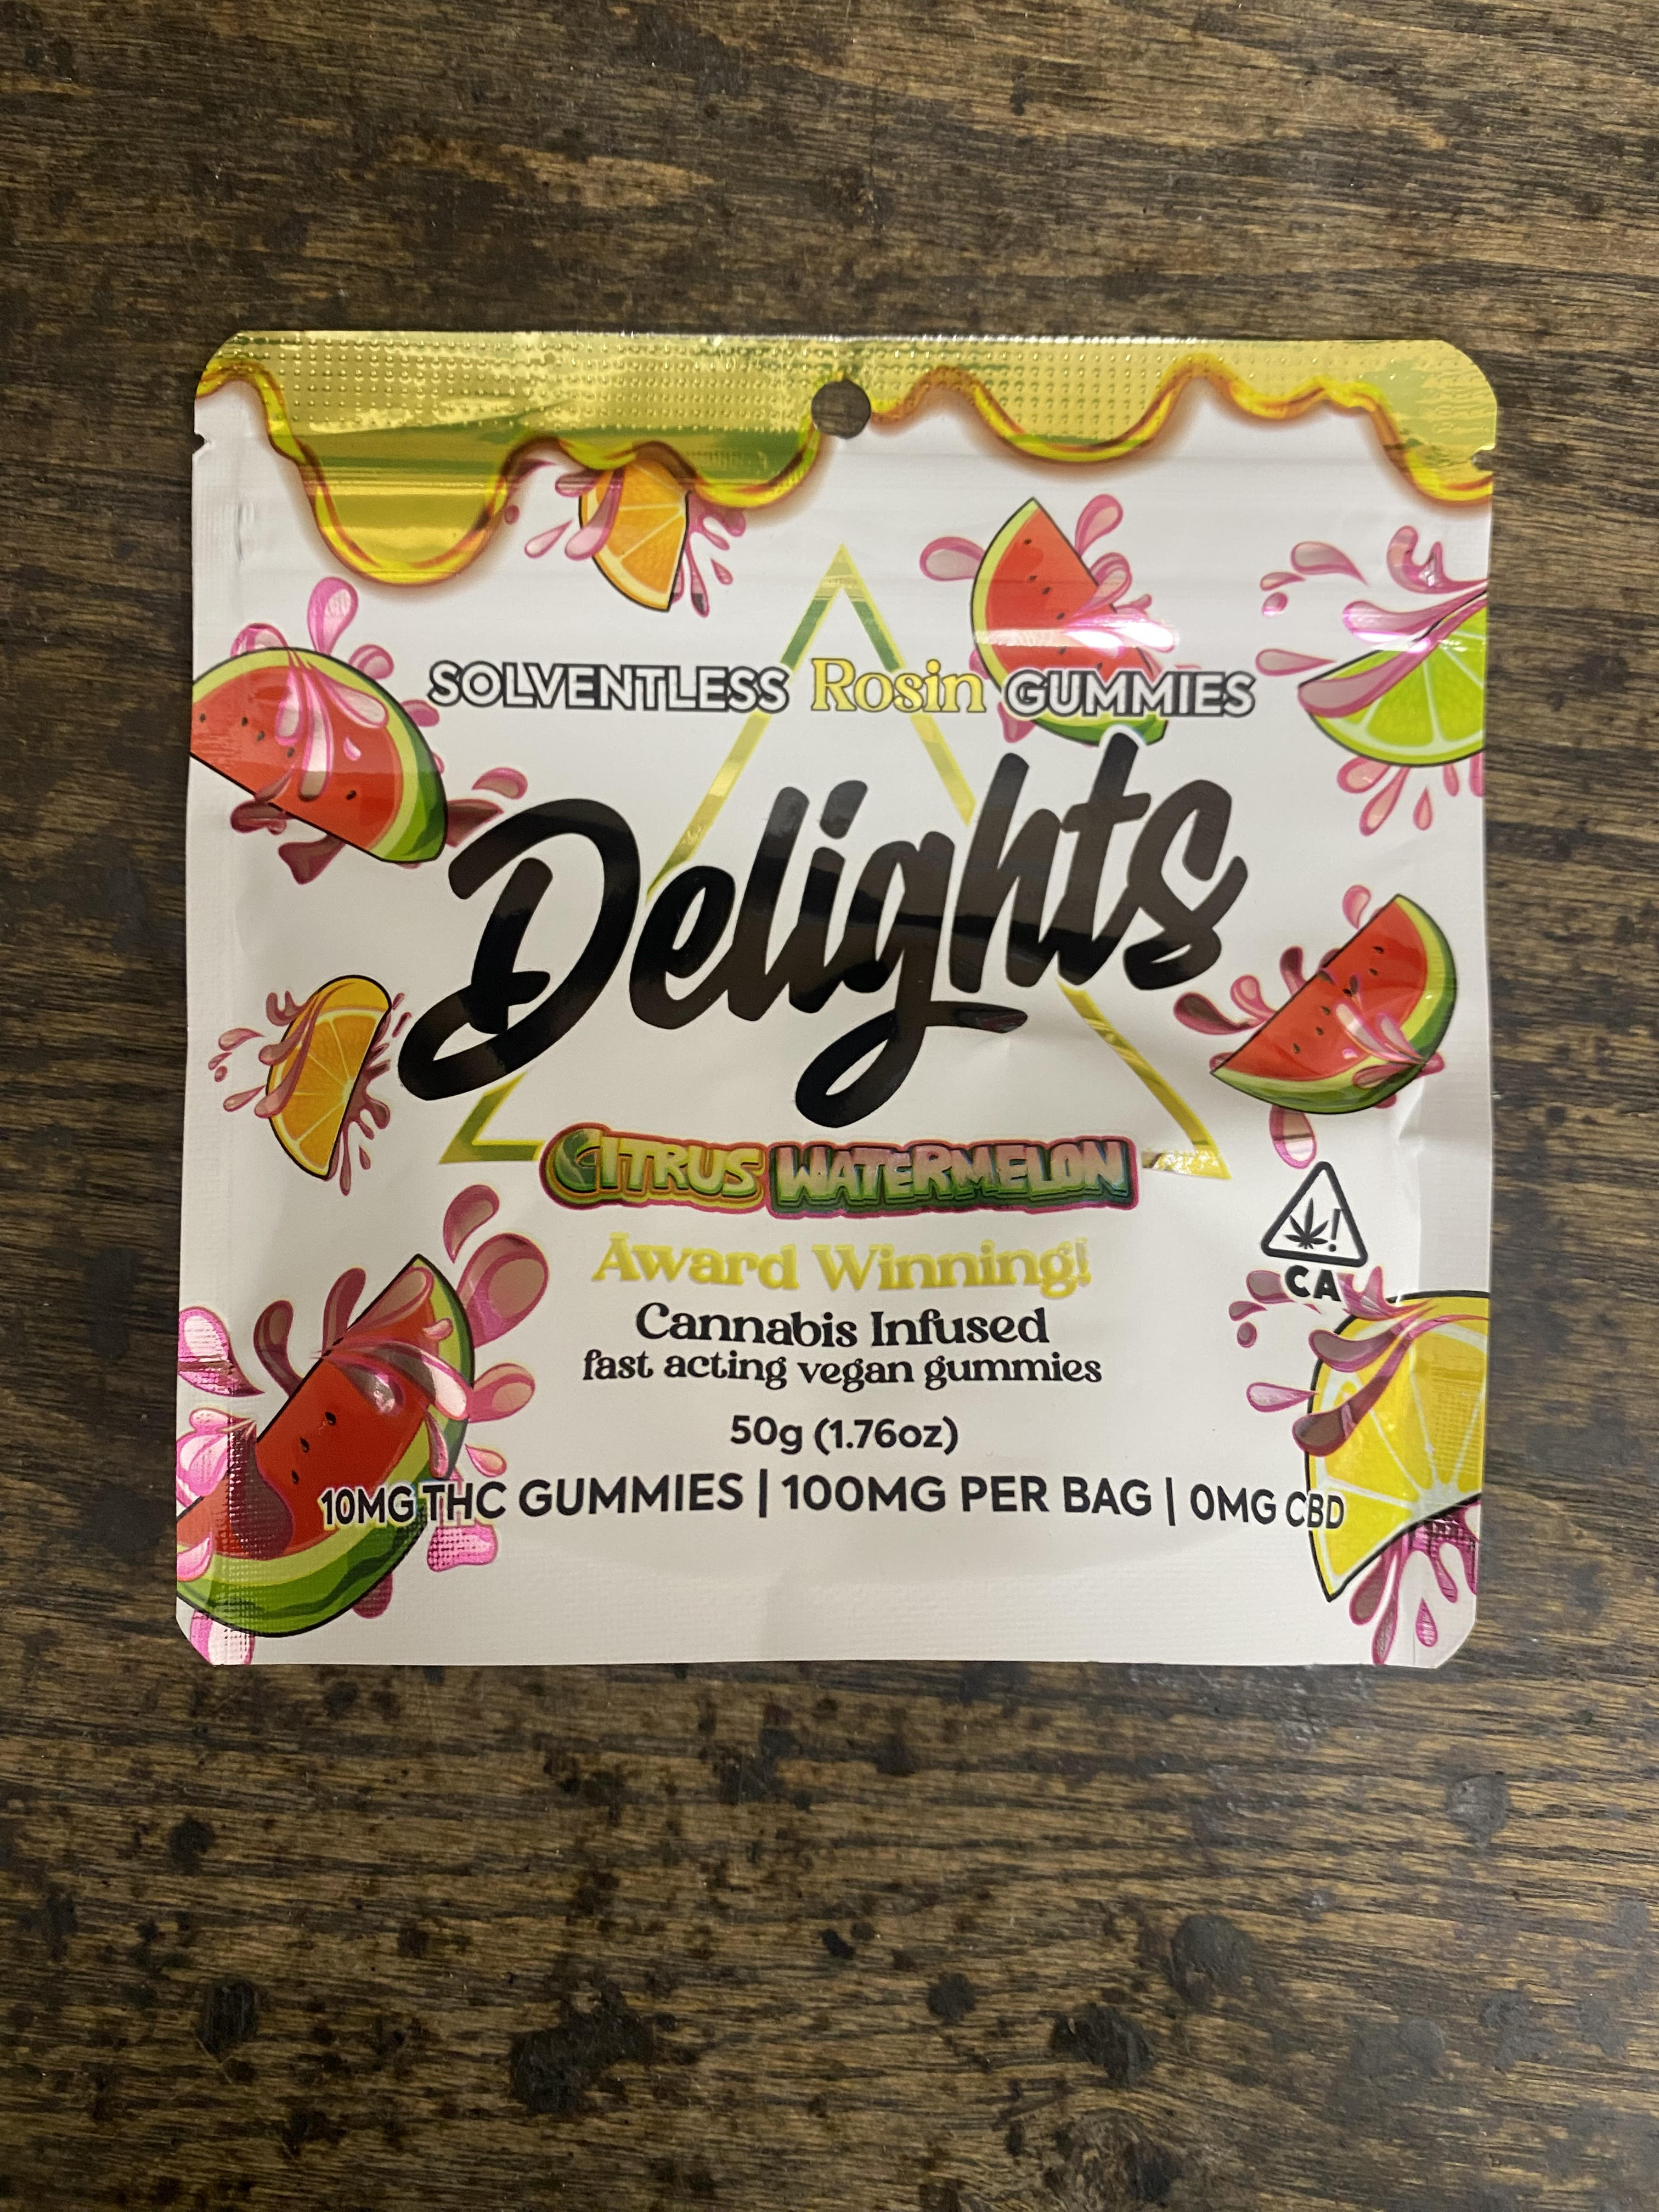 SOLVENTLESS Rosin GUMMIES
Delights
CITRUS WATERMELON
Award Winning!
CA
Cannabis Infused
fast acting vegan gummies
50g (1.76oz)
10MG THC GUMMIES | 100MG PER BAG | 0MG CBD